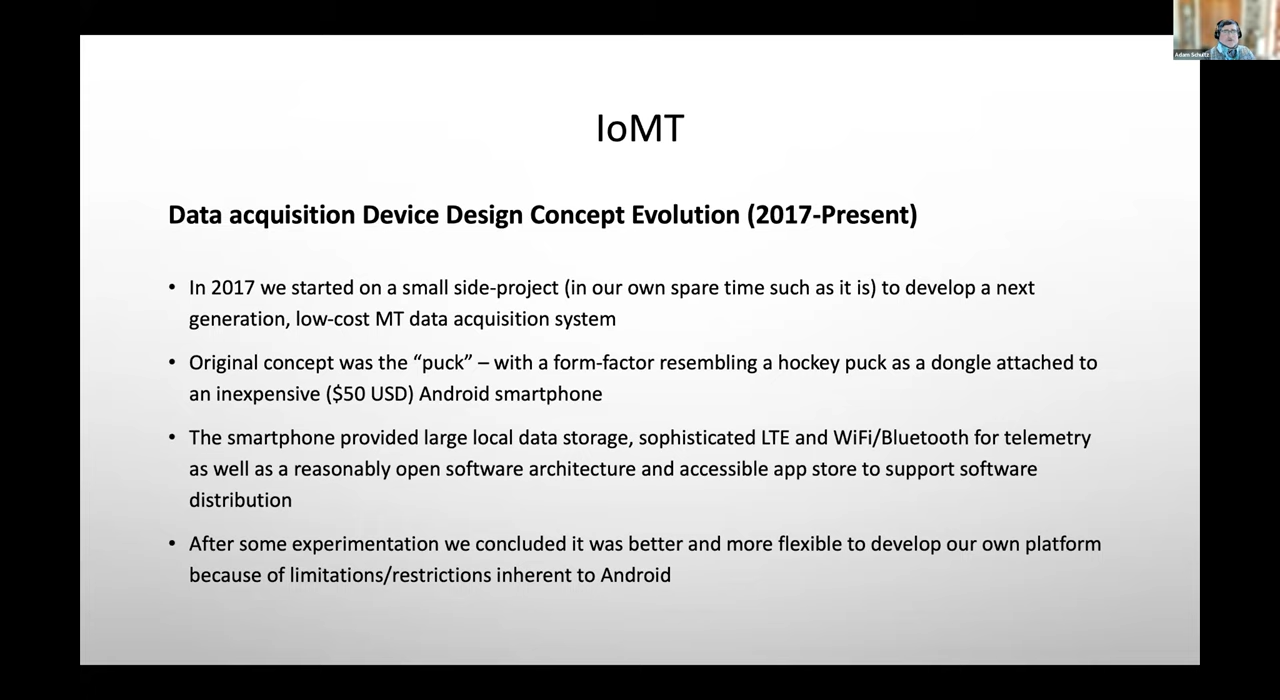 Adam Schultz
IoMT
Data acquisition Device Design Concept Evolution (2017-Present)
• In 2017 we started on a small side-project (in our own spare time such as it is) to develop a next
generation, low-cost MT data acquisition system
• Original concept was the “puck” – with a form-factor resembling a hockey puck as a dongle attached to
an inexpensive ($50 USD) Android smartphone
• The smartphone provided large local data storage, sophisticated LTE and WiFi/Bluetooth for telemetry
as well as a reasonably open software architecture and accessible app store to support software
distribution
• After some experimentation we concluded it was better and more flexible to develop our own platform
because of limitations/restrictions inherent to Android